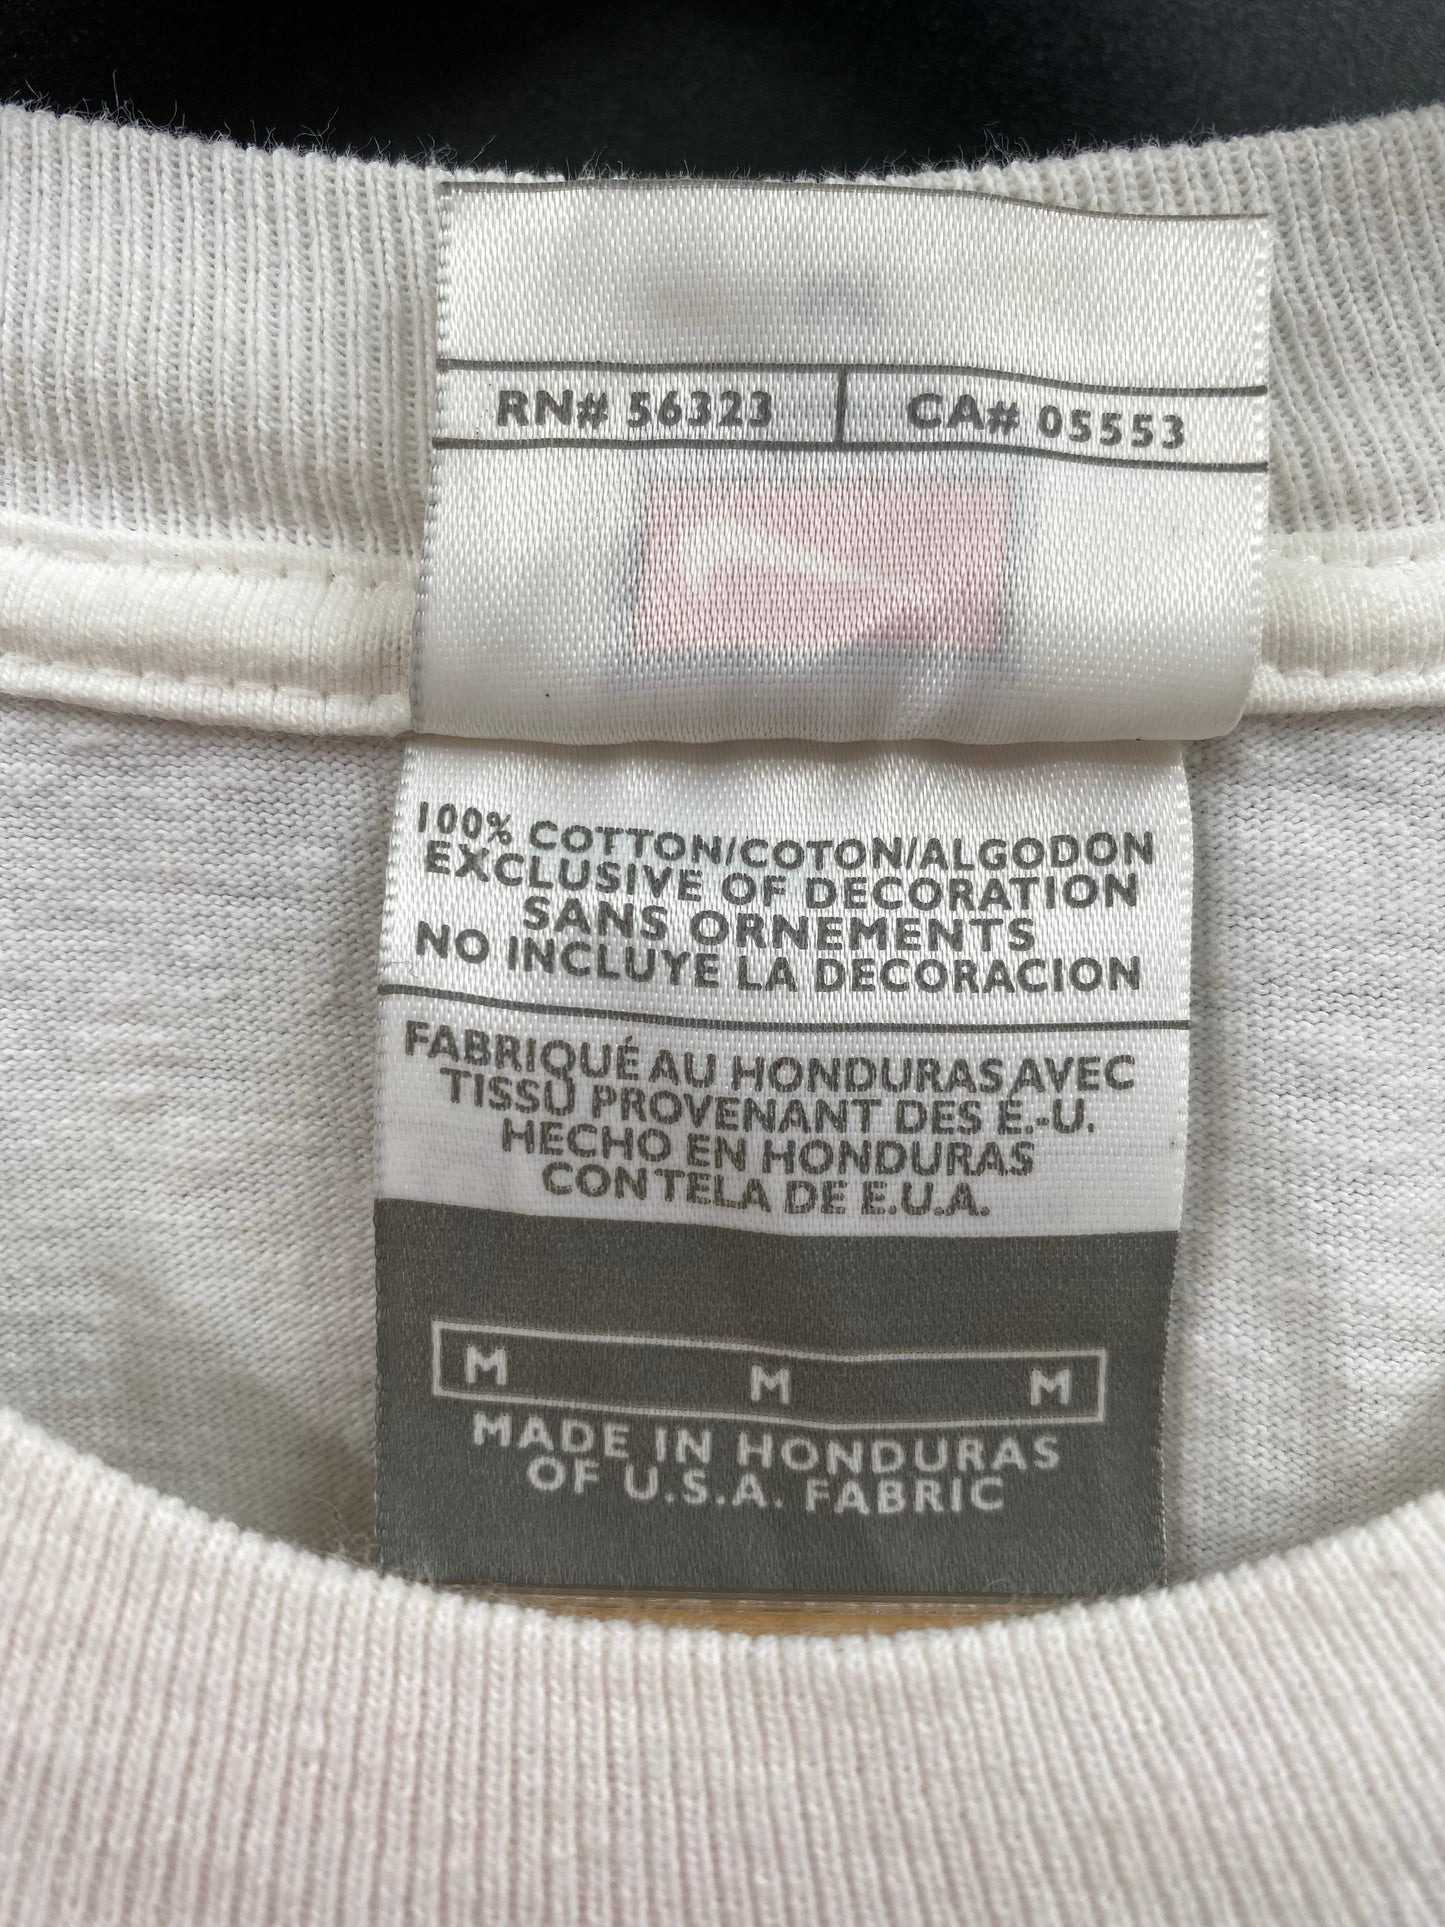 RN# 56323 CA# 05553
100% COTTON/COTON/ALGODON
EXCLUSIVE OF DECORATION
SANS ORNEMENTS
NO INCLUYE LA DECORACION
FABRIQUÉ AU HONDURAS AVEC
TISSU PROVENANT DES É.-U.
HECHO EN HONDURAS
CON TELA DE E.U.A.
M M M
MADE IN HONDURAS
OF U.S.A. FABRIC